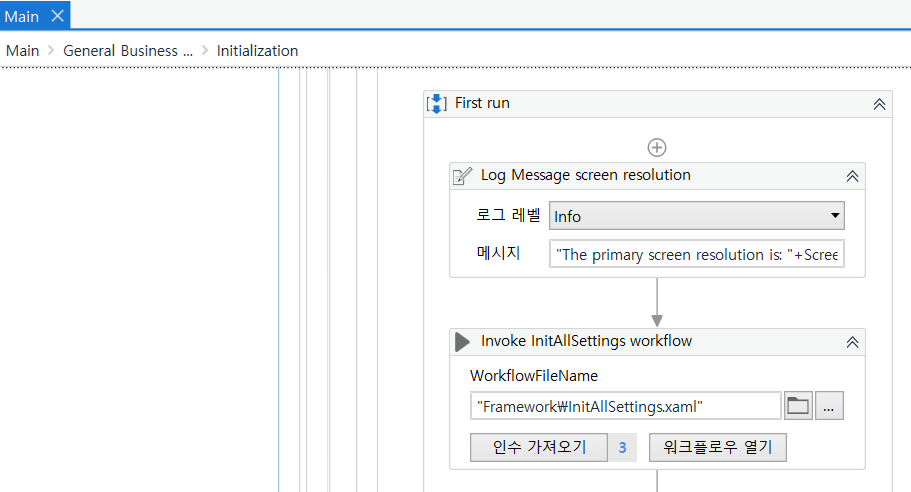 Main
Main > General Business ... > Initialization
First run
Log Message screen resolution
로그 레벨 Info
메시지 "The primary screen resolution is: "+Scree
Invoke InitAllSettings workflow
WorkflowFileName
"Framework₩InitAllSettings.xaml" ...
인수 가져오기 3 워크플로우 열기